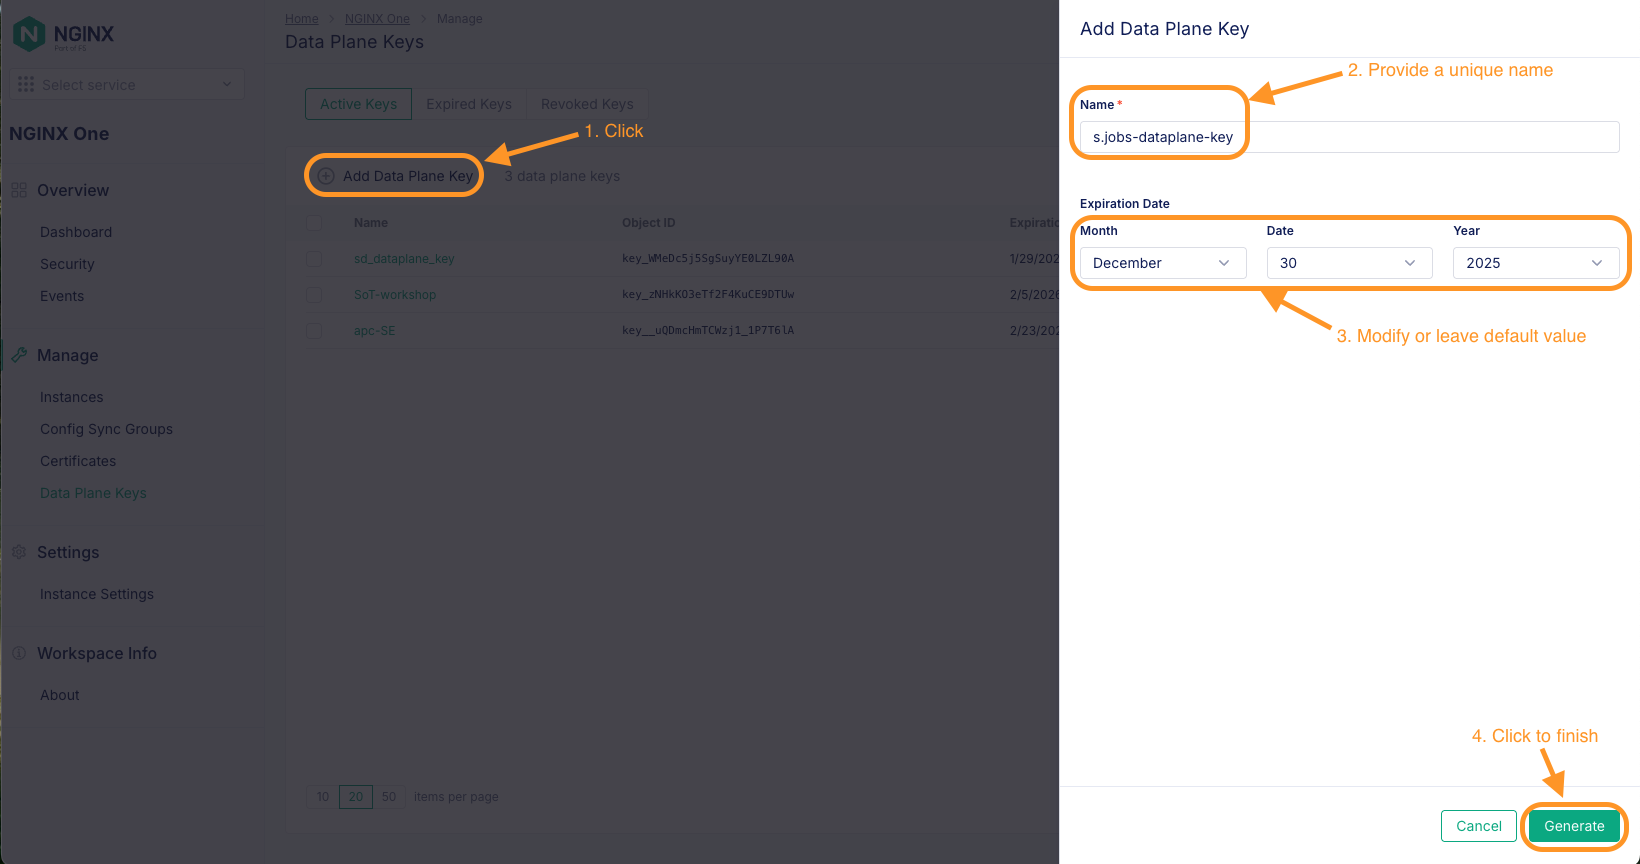 NGINX
Part of F5
Select service
NGINX One
Overview
Dashboard
Security
Events
Manage
Instances
Config Sync Groups
Certificates
Data Plane Keys
Settings
Instance Settings
Workspace Info
About
Home > NGINX One > Manage
Data Plane Keys
Active Keys Expired Keys Revoked Keys
1. Click
Add Data Plane Key 3 data plane keys
Name Object ID Expiratio
sd_dataplane_key key_WMeDc5j5SgSuyYE0LZL90A 1/29/202
SoT-workshop key_zNHkKO3eTf2F4KuCE9DTUw 2/5/2026
apc-SE key__uQDmcHmTCWzj1_1P7T6lA 2/23/202
10 20 50 items per page
Add Data Plane Key
2. Provide a unique name
Name *
s.jobs-dataplane-key
Expiration Date
Month Date Year
December 30 2025
3. Modify or leave default value
4. Click to finish
Cancel Generate